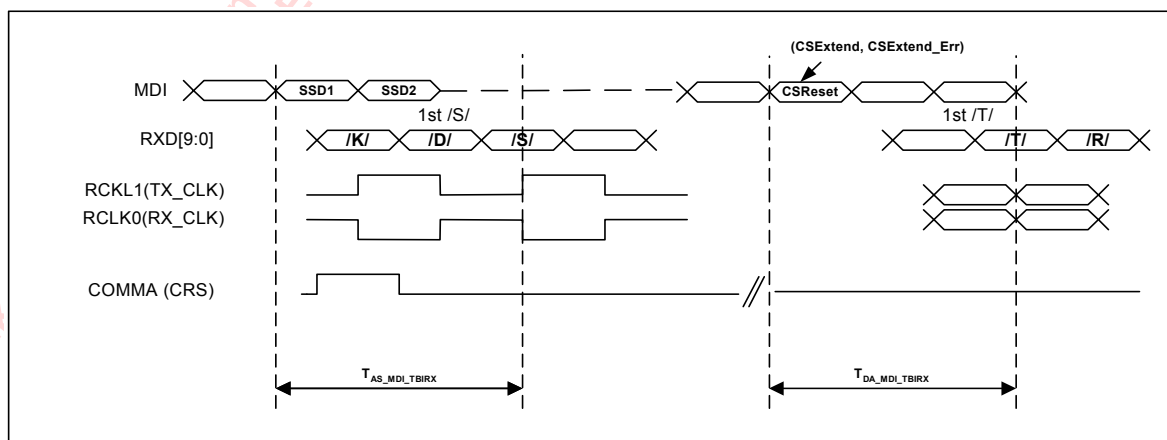 (CSExtend, CSExtend_Err)
MDI SSD1 SSD2 CSReset
1st /S/ 1st /T/
RXD[9:0] /K/ /D/ /S/ /T/ /R/
RCKL1(TX_CLK)
RCLK0(RX_CLK)
COMMA (CRS)
TAS_MDI_TBIRX TDA_MDI_TBIRX